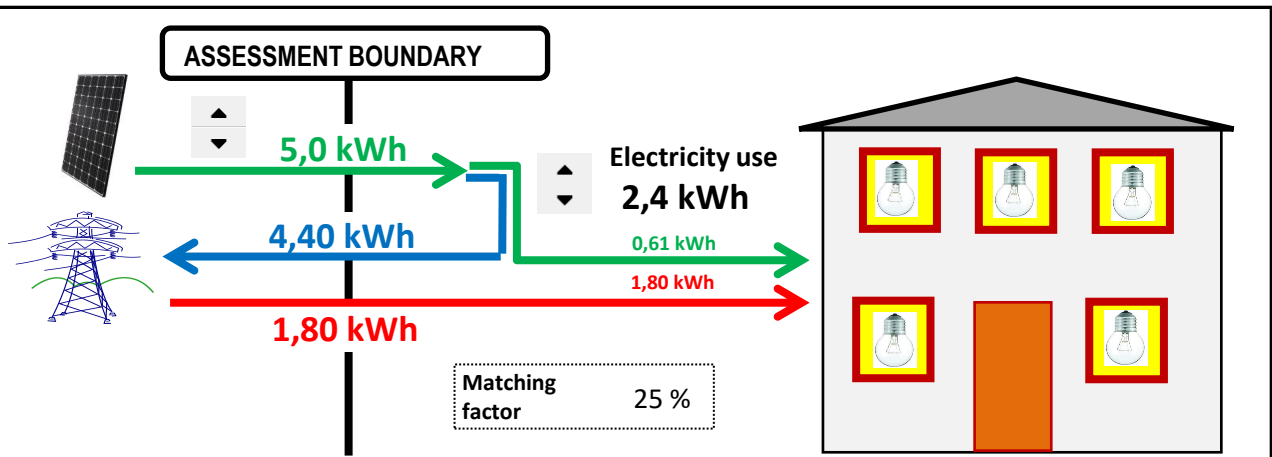 ASSESSMENT BOUNDARY
5,0 kWh
Electricity use
2,4 kWh
4,40 kWh
0,61 kWh
1,80 kWh
1,80 kWh
Matching
factor
25 %